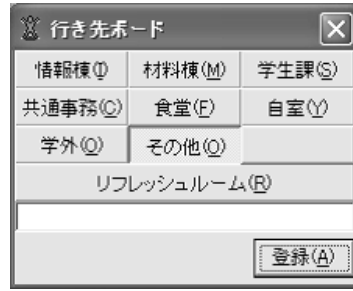 行き先ボード
情報棟(I) 材料棟(M) 学生課(S)
共通事務(C) 食堂(F) 自室(Y)
学外(O) その他(O)
リフレッシュルーム(R)
登録(A)